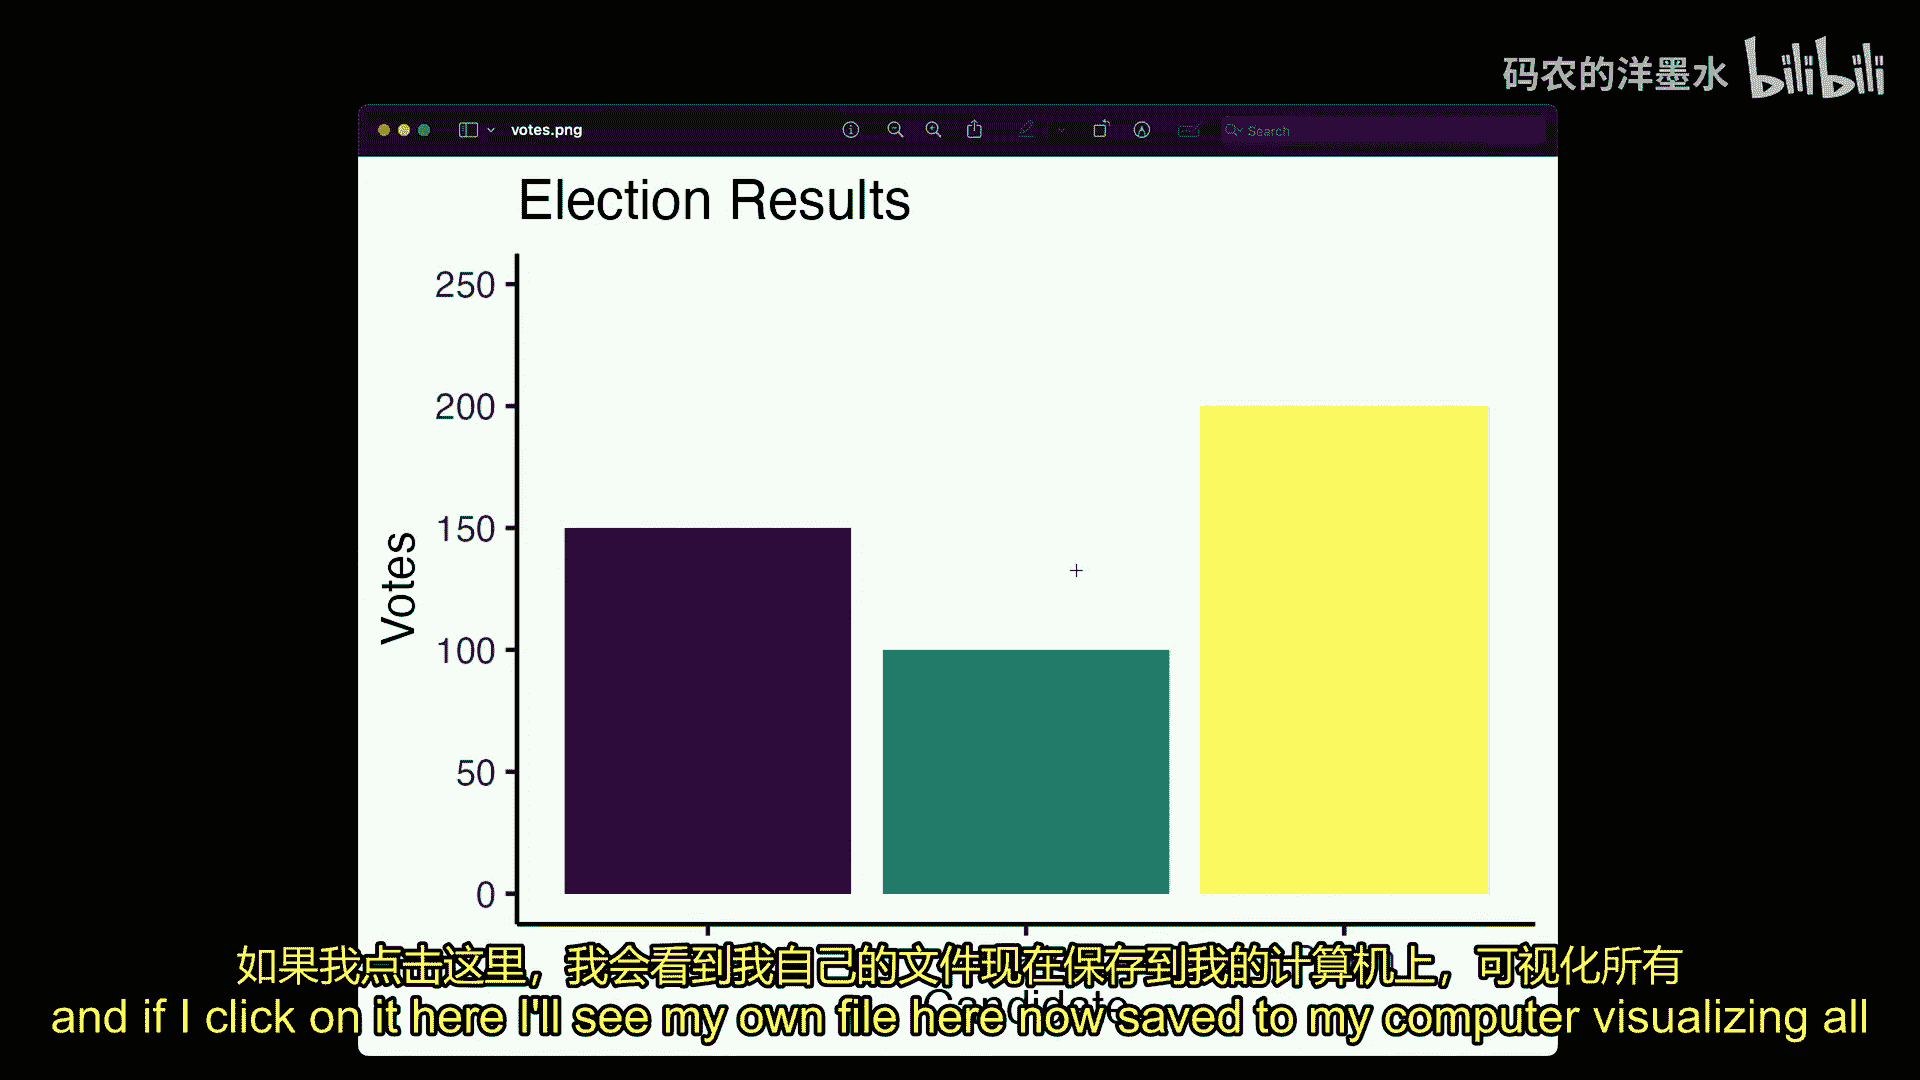 码农的洋墨水 bilibili
votes.png
Search
Election Results
250
200
150
100
50
0
Votes
Candidate
如果我点击这里，我会看到我自己的文件现在保存到我的计算机上，可视化所有
and if I click on it here I'll see my own file here now saved to my computer visualizing all